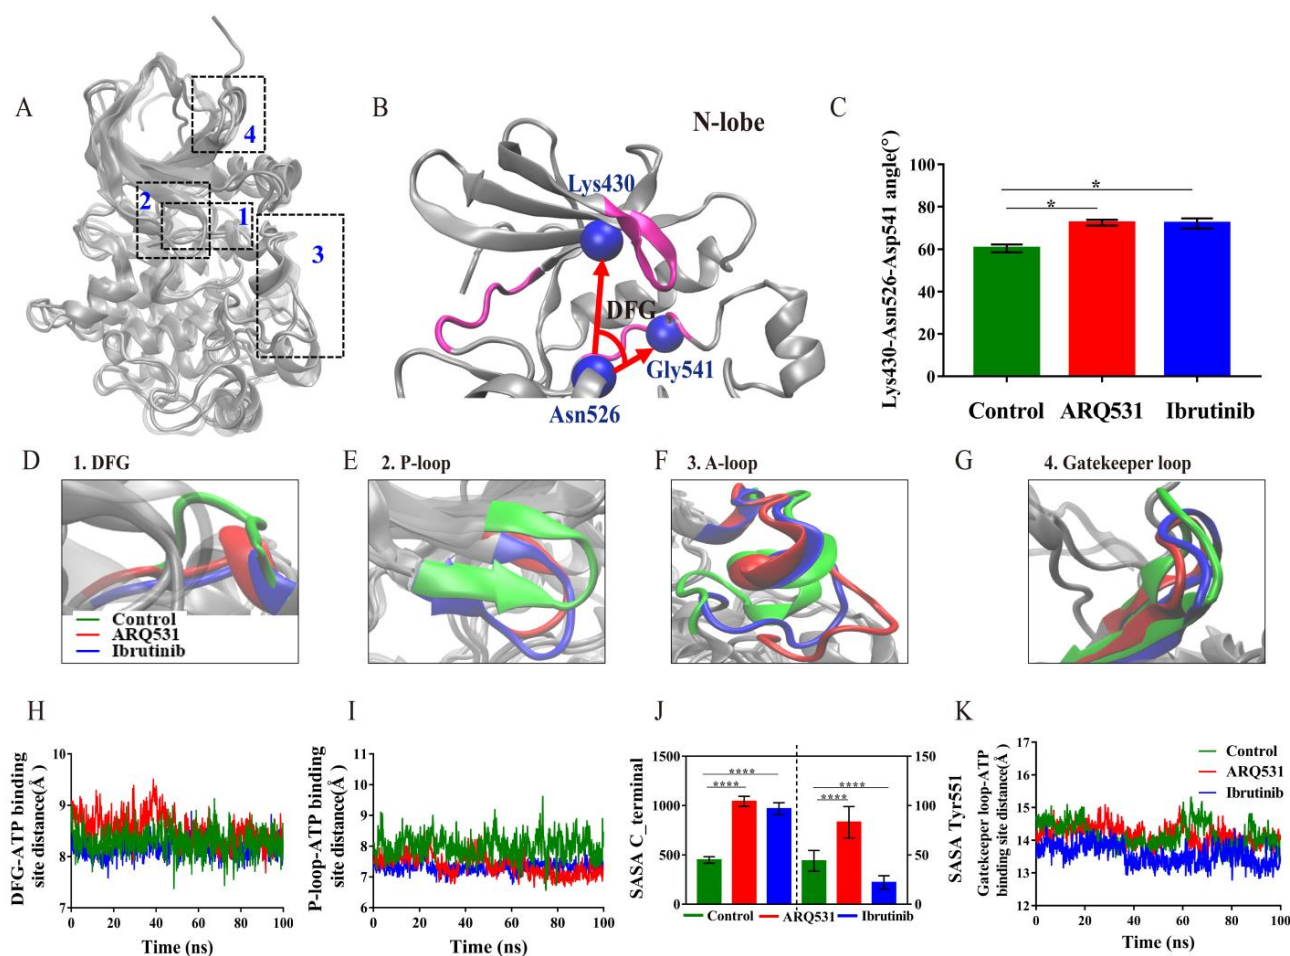 A
4
2
1
3
B
N-lobe
Lys430
DFG
Gly541
Asn526
C
Lys430-Asn526-Asp541 angle(°)
100
80
60
40
20
0
Control
ARQ531
Ibrutinib
*
*
D
1. DFG
Control
ARQ531
Ibrutinib
E
2. P-loop
F
3. A-loop
G
4. Gatekeeper loop
H
DFG-ATP binding
site distance(Å)
10
9
8
7
0
20
40
60
80
100
Time (ns)
I
P-loop-ATP binding
site distance(Å)
11
10
9
8
7
6
0
20
40
60
80
100
Time (ns)
J
SASA C_terminal
1500
1000
500
0
****
****
****
****
150
100
50
0
SASA Tyr551
Control
ARQ531
Ibrutinib
K
Gatekeeper loop-ATP
binding site distance(Å)
17
16
15
14
13
12
0
20
40
60
80
100
Time (ns)
Control
ARQ531
Ibrutinib